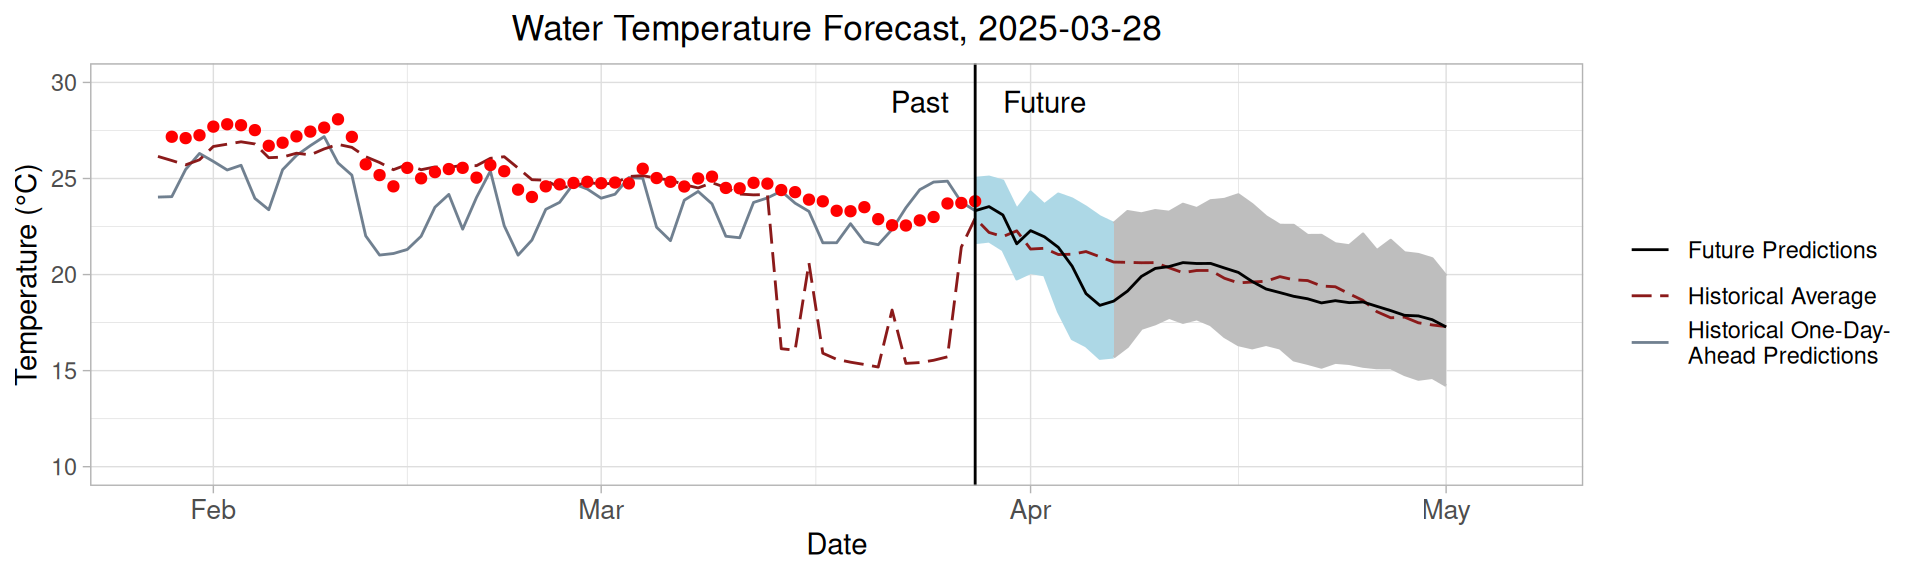 Water Temperature Forecast, 2025-03-28
30
25
20
15
10
Temperature (°C)
Past
Future
Feb
Mar
Apr
May
Date
Future Predictions
Historical Average
Historical One-Day-
Ahead Predictions